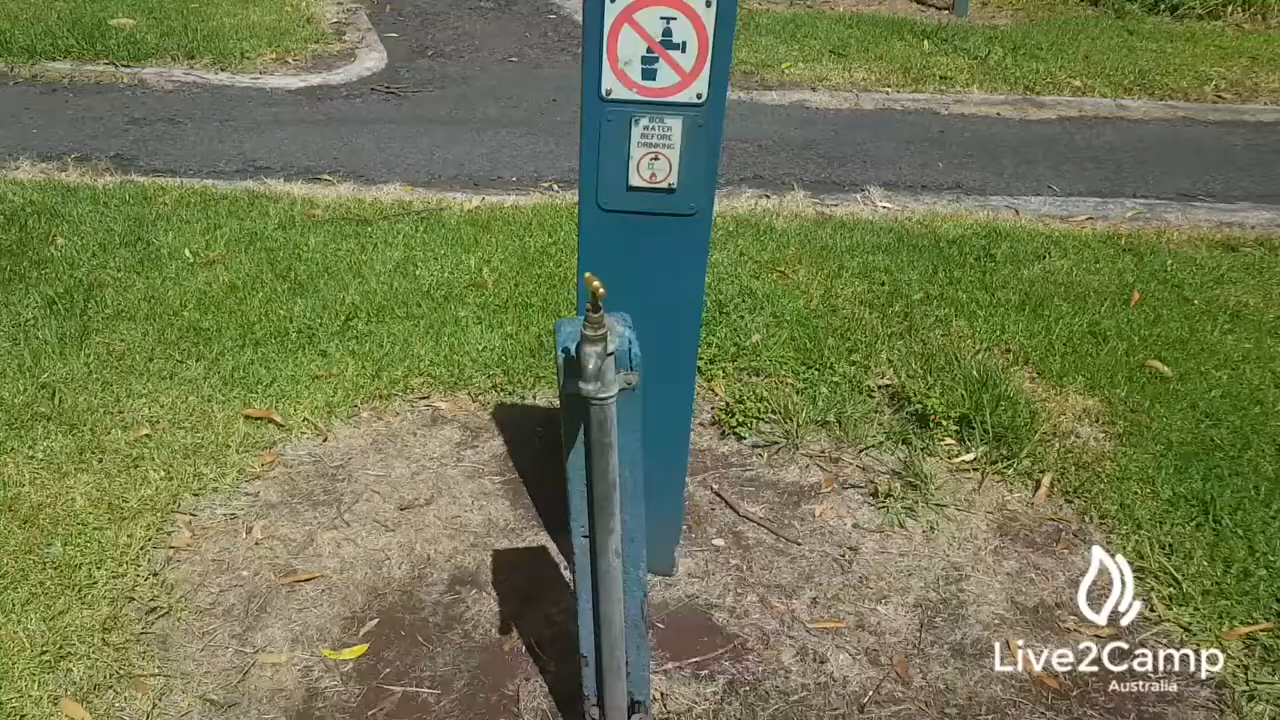 BOIL
WATER
BEFORE
DRINKING
Live2Camp
Australia